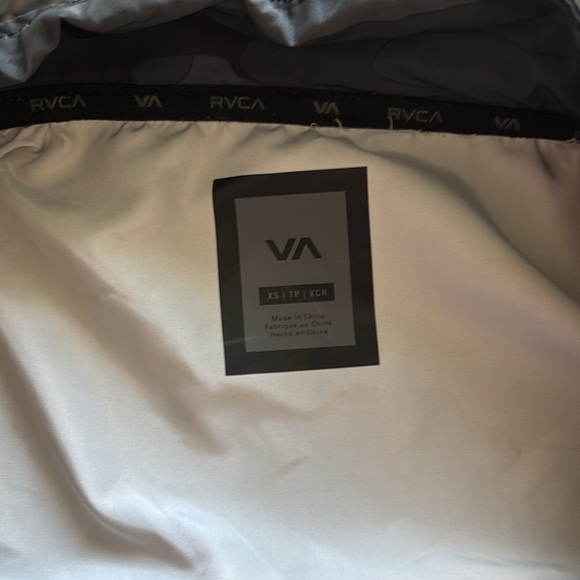 RVCA VA RVCA VA RVCA VA
VA
XS | TP | XCH
Made in China
Fabriqué en Chine
Hecho en China